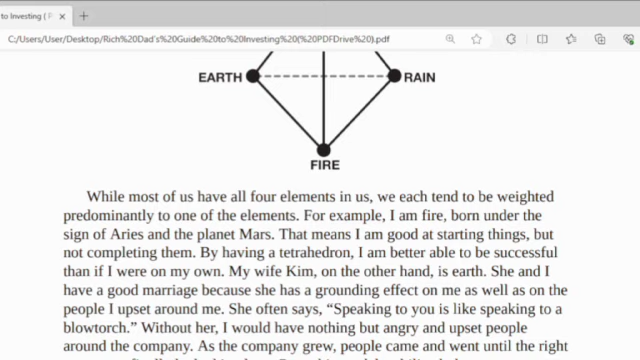 to Investing ( P
C:/Users/User/Desktop/Rich%20Dad's%20Guide%20to%20Investing%20(%20PDFDrive%20).pdf
EARTH
RAIN
FIRE
While most of us have all four elements in us, we each tend to be weighted
predominantly to one of the elements. For example, I am fire, born under the
sign of Aries and the planet Mars. That means I am good at starting things, but
not completing them. By having a tetrahedron, I am better able to be successful
than if I were on my own. My wife Kim, on the other hand, is earth. She and I
have a good marriage because she has a grounding effect on me as well as on the
people I upset around me. She often says, “Speaking to you is like speaking to a
blowtorch.” Without her, I would have nothing but angry and upset people
around the company. As the company grew, people came and went until the right